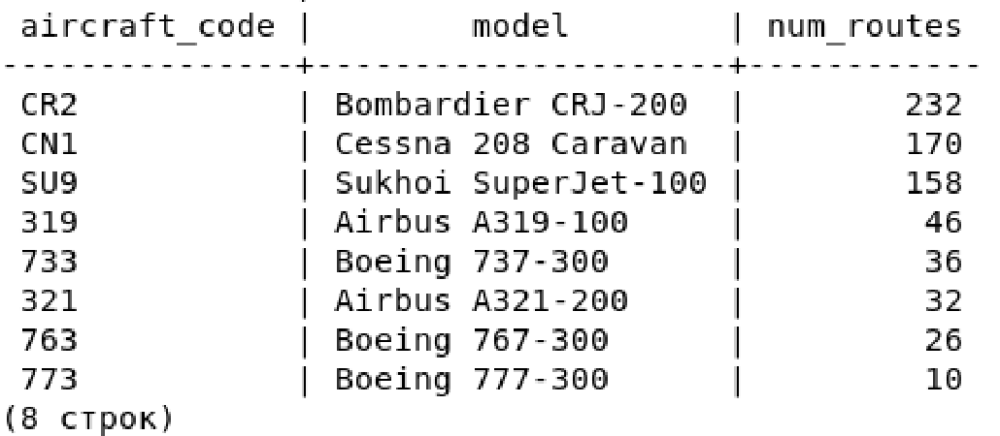 aircraft_code | model | num_routes
---------------+---------------------+------------
CR2 | Bombardier CRJ-200 | 232
CN1 | Cessna 208 Caravan | 170
SU9 | Sukhoi SuperJet-100 | 158
319 | Airbus A319-100 | 46
733 | Boeing 737-300 | 36
321 | Airbus A321-200 | 32
763 | Boeing 767-300 | 26
773 | Boeing 777-300 | 10
(8 строк)